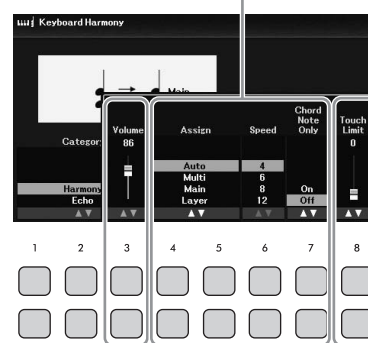 Keyboard Harmony
Main
Category
Volume
86
Assign
Speed
Chord
Note
Only
Touch
Limit
0
Harmony
Echo
Auto
Multi
Main
Layer
4
6
8
12
On
Off
1 2 3 4 5 6 7 8